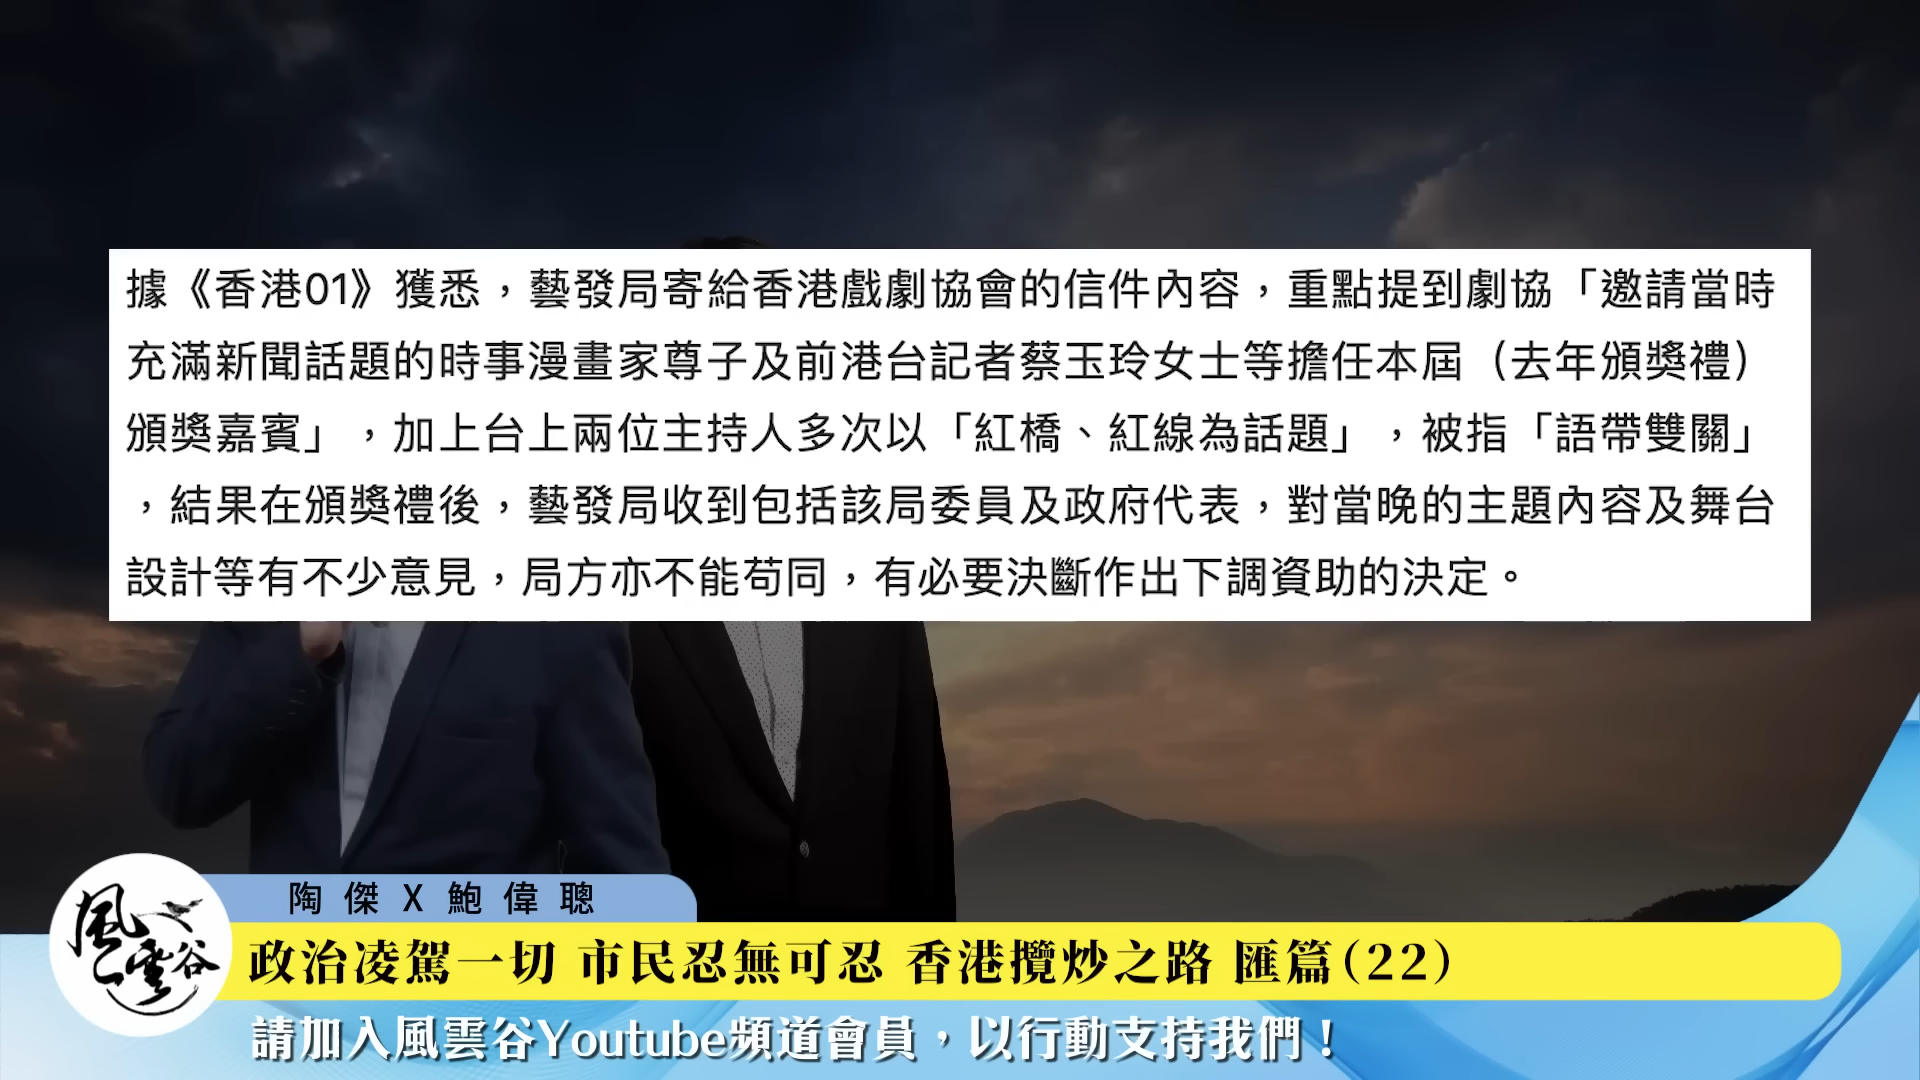 據《香港01》獲悉，藝發局寄給香港戲劇協會的信件內容，重點提到劇協「邀請當時
充滿新聞話題的時事漫畫家尊子及前港台記者蔡玉玲女士等擔任本屆（去年頒獎禮）
頒獎嘉賓」，加上台上兩位主持人多次以「紅橋、紅線為話題」，被指「語帶雙關」
，結果在頒獎禮後，藝發局收到包括該局委員及政府代表，對當晚的主題內容及舞台
設計等有不少意見，局方亦不能苟同，有必要決斷作出下調資助的決定。
陶傑X鮑偉聰
風雲谷
政治凌駕一切 市民忍無可忍 香港攬炒之路 匯篇(22)
請加入風雲谷Youtube頻道會員，以行動支持我們！